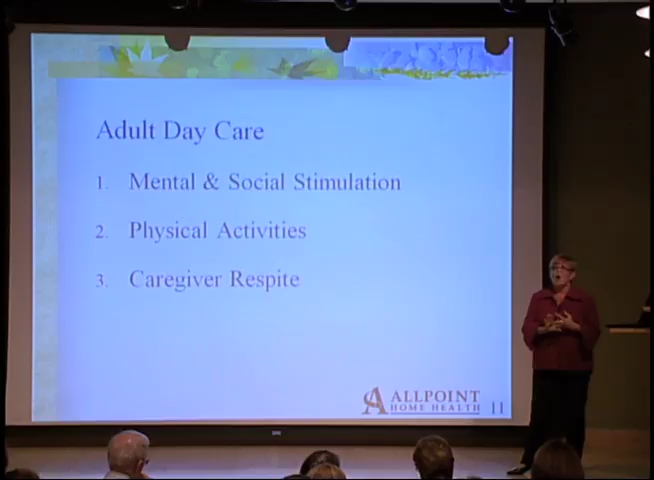 Adult Day Care
1. Mental & Social Stimulation
2. Physical Activities
3. Caregiver Respite
ALLPOINT
HOME HEALTH 11